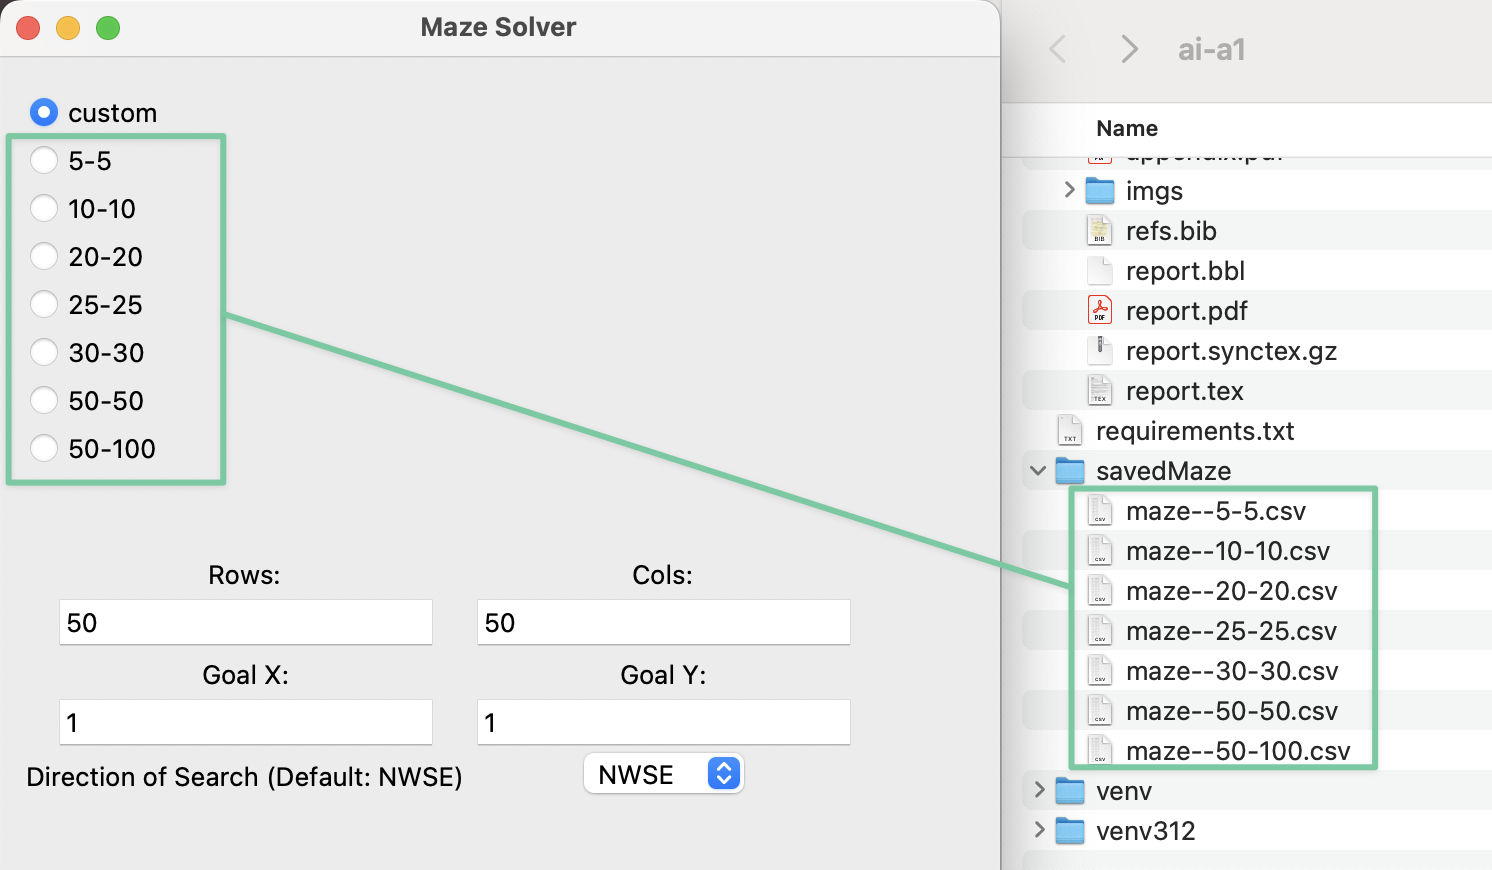 Maze Solver
custom
5-5
10-10
20-20
25-25
30-30
50-50
50-100
Rows:
Cols:
50
50
Goal X:
Goal Y:
1
1
Direction of Search (Default: NWSE)
NWSE
ai-a1
Name
appendix.pdf
imgs
refs.bib
report.bbl
report.pdf
report.synctex.gz
report.tex
requirements.txt
savedMaze
maze--5-5.csv
maze--10-10.csv
maze--20-20.csv
maze--25-25.csv
maze--30-30.csv
maze--50-50.csv
maze--50-100.csv
venv
venv312